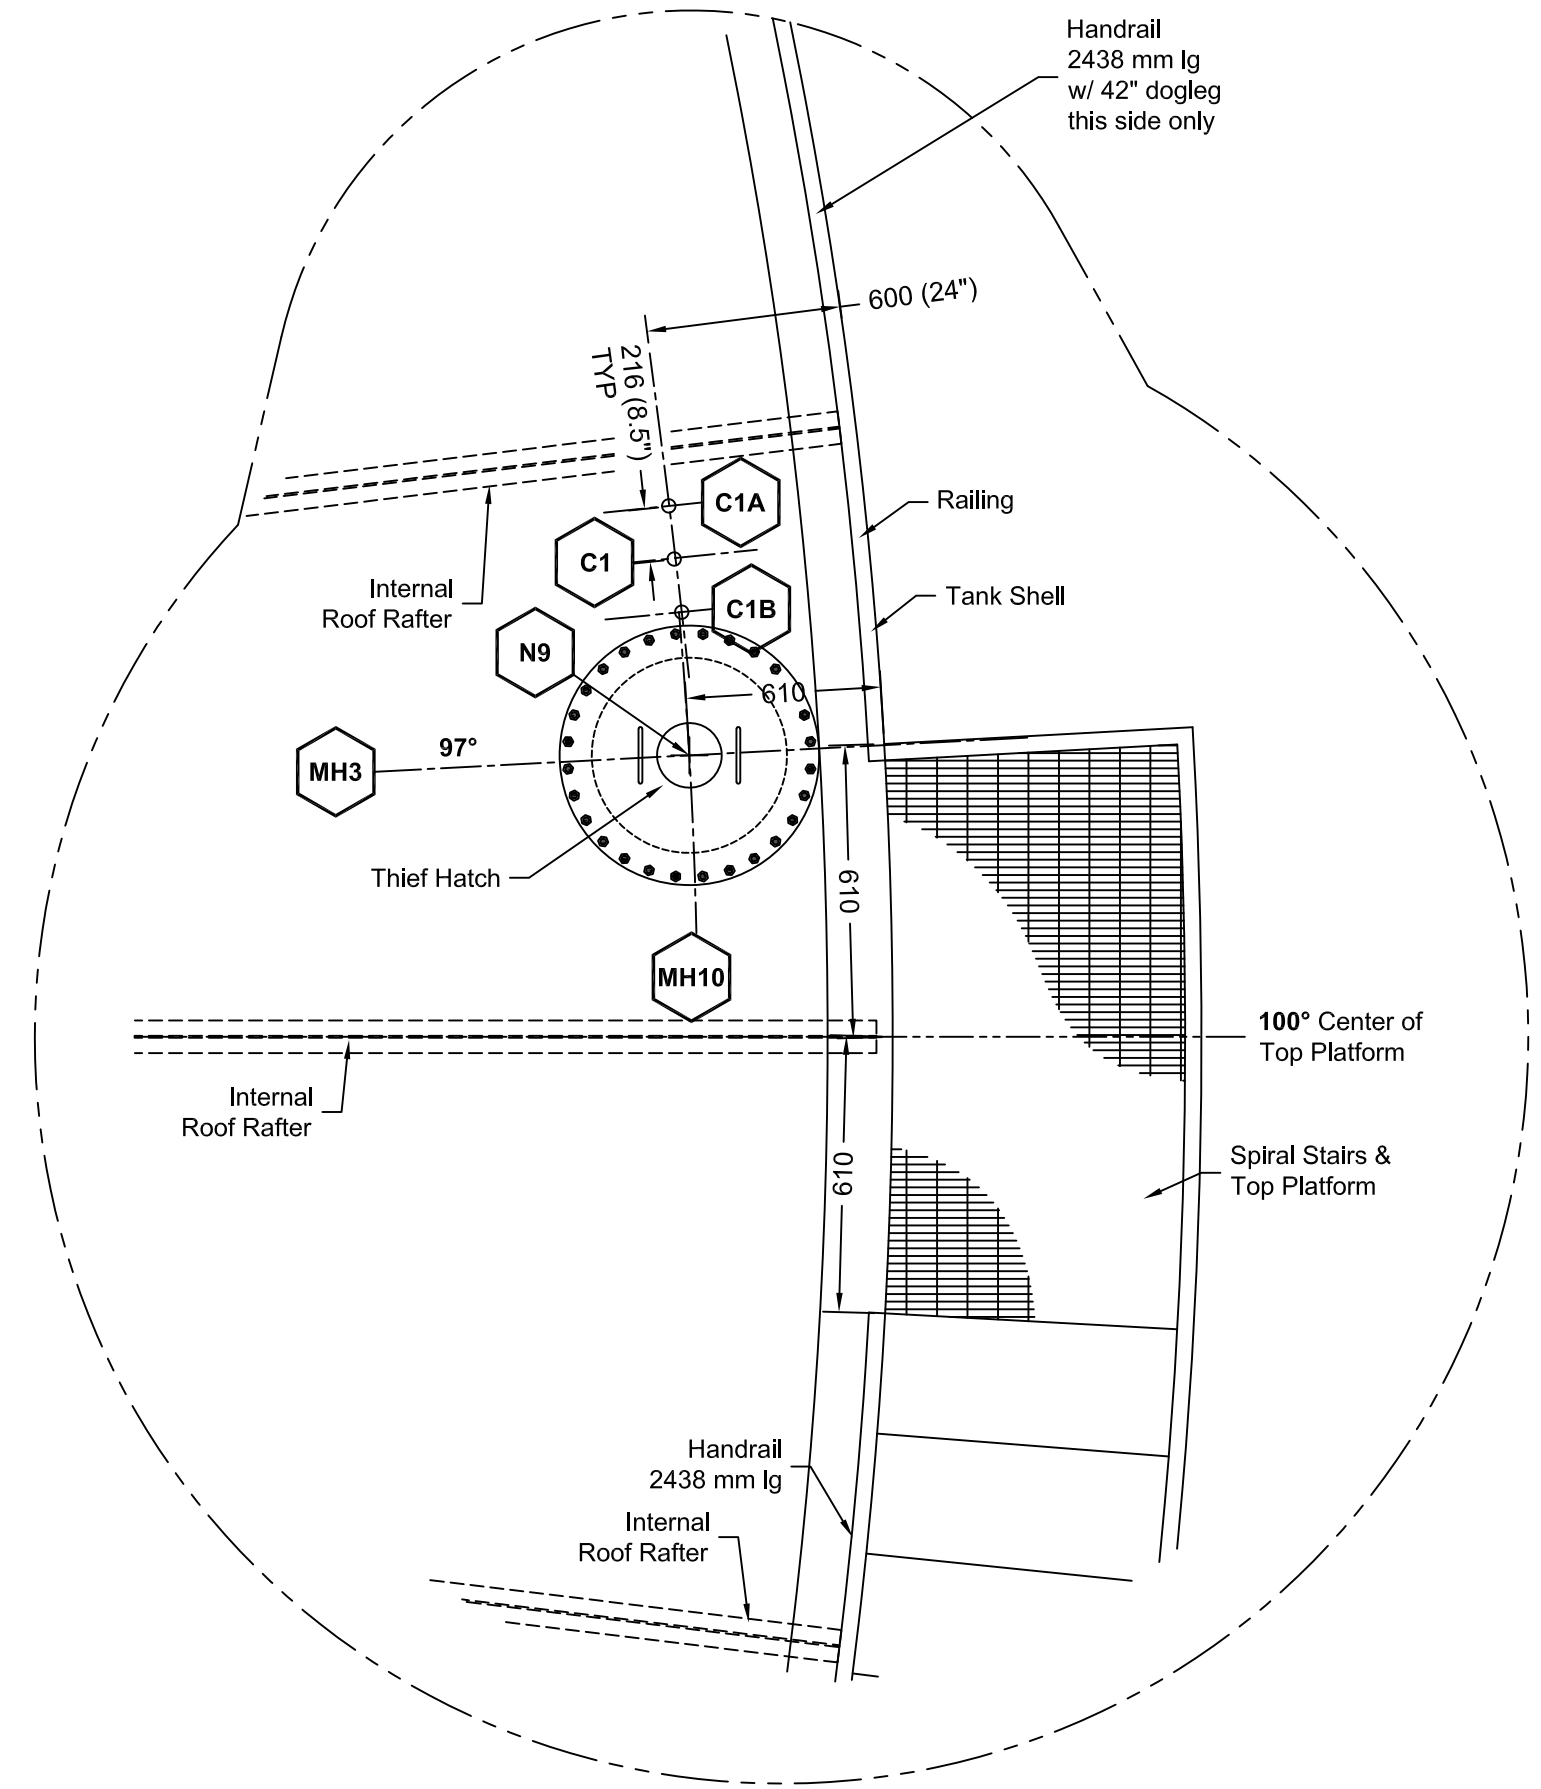 Handrail
2438 mm lg
w/ 42" dogleg
this side only
600 (24")
216 (8.5")
TYP
C1A
Railing
C1
Internal
Roof Rafter
Tank Shell
C1B
N9
610
97°
MH3
Thief Hatch
610
MH10
100° Center of
Top Platform
Internal
Roof Rafter
610
Spiral Stairs &
Top Platform
Handrail
2438 mm lg
Internal
Roof Rafter